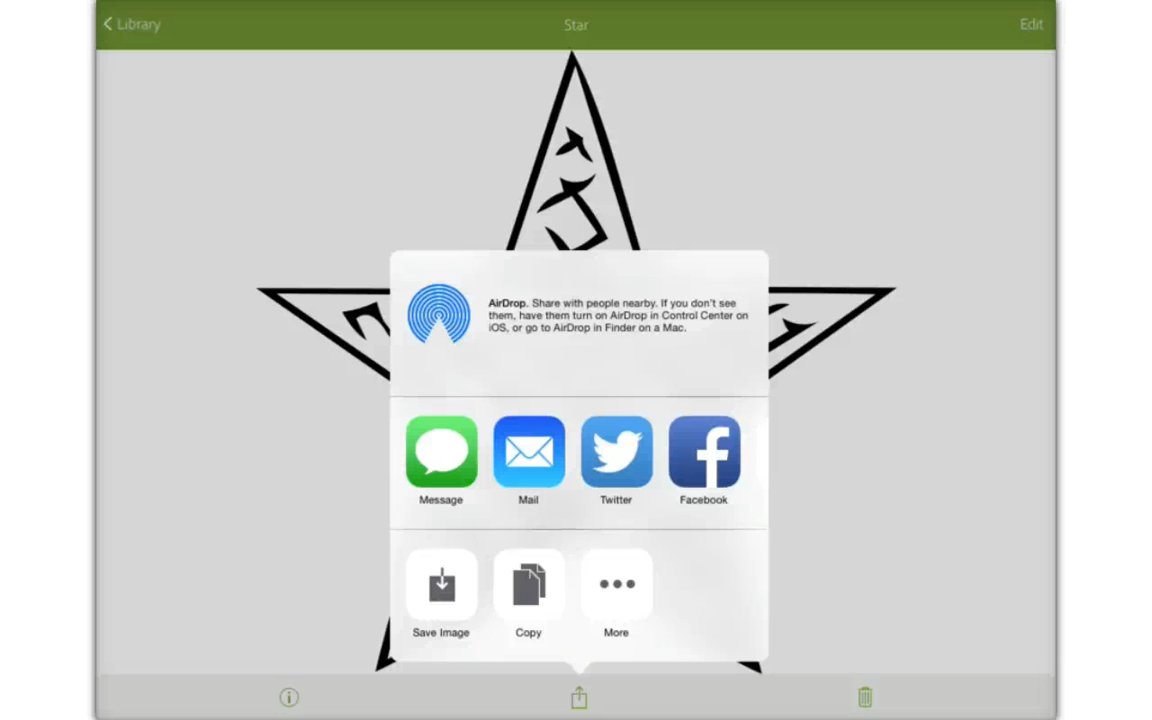 Library
Star
Edit
AirDrop. Share with people nearby. If you don't see
them, have them turn on AirDrop in Control Center on
iOS, or go to AirDrop in Finder on a Mac.
Message
Mail
Twitter
Facebook
Save Image
Copy
More